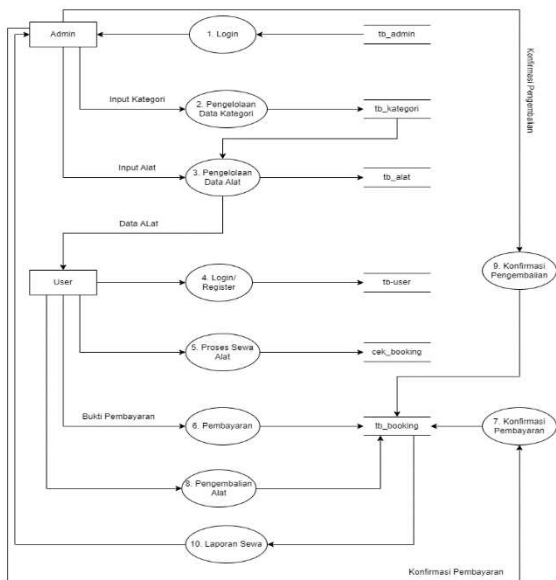 Admin
1. Login
tb_admin
Konfirmasi Pengembalian
Input Kategori
2. Pengelolaan
Data Kategori
tb_kategori
Input Alat
3. Pengelolaan
Data Alat
tb_alat
Data ALat
User
4. Login/
Register
tb-user
9. Konfirmasi
Pengembalian
5. Proses Sewa
Alat
cek_booking
Bukti Pembayaran
6. Pembayaran
tb_booking
7. Konfirmasi
Pembayaran
8. Pengembalian
Alat
10. Laporan Sewa
Konfirmasi Pembayaran